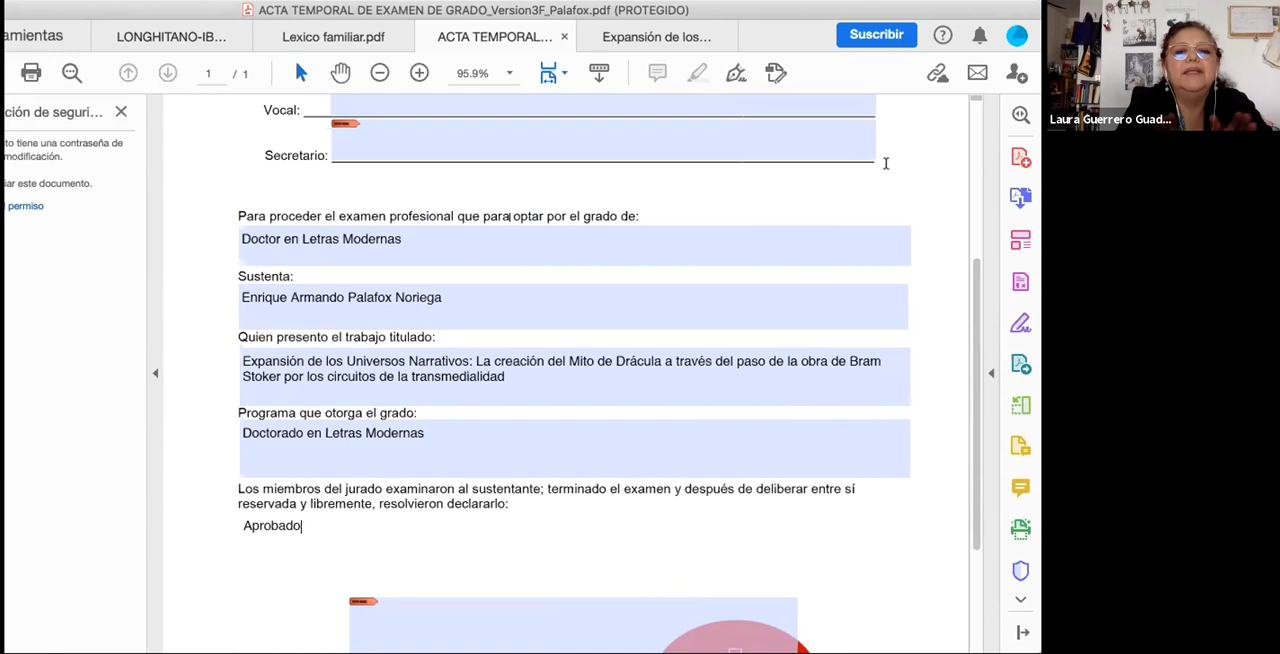 ACTA TEMPORAL DE EXAMEN DE GRADO_Version3F_Palafox.pdf (PROTEGIDO)
amientas
LONGHITANO-IB...
Lexico familiar.pdf
ACTA TEMPORAL...
Expansión de los...
Suscribir
1 / 1
95.9%
ción de seguri...
to tiene una contraseña de
modificación.
iar este documento.
l permiso
Vocal:
Secretario:
Para proceder el examen profesional que para optar por el grado de:
Doctor en Letras Modernas
Sustenta:
Enrique Armando Palafox Noriega
Quien presento el trabajo titulado:
Expansión de los Universos Narrativos: La creación del Mito de Drácula a través del paso de la obra de Bram
Stoker por los circuitos de la transmedialidad
Programa que otorga el grado:
Doctorado en Letras Modernas
Los miembros del jurado examinaron al sustentante; terminado el examen y después de deliberar entre sí
reservada y libremente, resolvieron declararlo:
Aprobado
Laura Guerrero Guad...